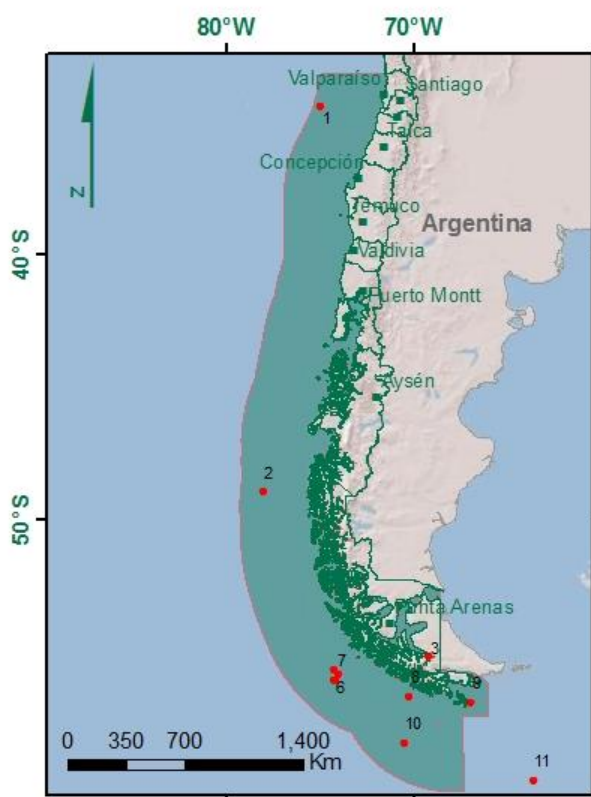 80°W 70°W
Valparaíso
Santiago
1
Talca
Concepción
Temuco
Argentina
40°S
Valdivia
Puerto Montt
Aysén
2
50°S
Punta Arenas
3
7
8
9
6
10
11
0 350 700 1,400
Km
N